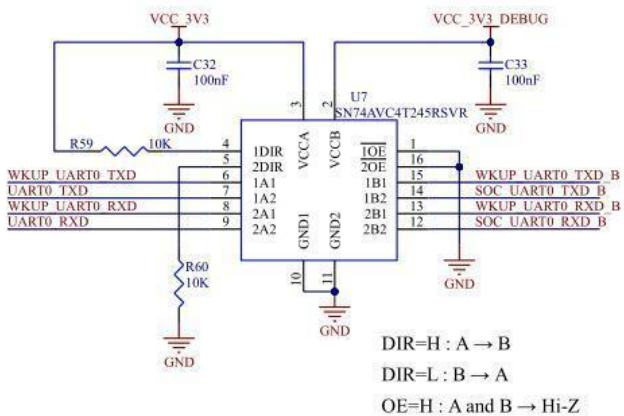 VCC_3V3
VCC_3V3_DEBUG
C32
100nF
C33
100nF
GND
GND
U7
SN74AVC4T245RSVR
3
2
R59
10K
4
1DIR
VCCA
VCCB
1OE
1
5
2DIR
2OE
16
WKUP_UART0_TXD
6
1A1
1B1
15
WKUP_UART0_TXD_B
UART0_TXD
7
1A2
1B2
14
SOC_UART0_TXD_B
WKUP_UART0_RXD
8
2A1
2B1
13
WKUP_UART0_RXD_B
UART0_RXD
9
2A2
2B2
12
SOC_UART0_RXD_B
GND1
GND2
R60
10K
10
11
GND
GND
GND
DIR=H : A → B
DIR=L : B → A
OE=H : A and B → Hi-Z